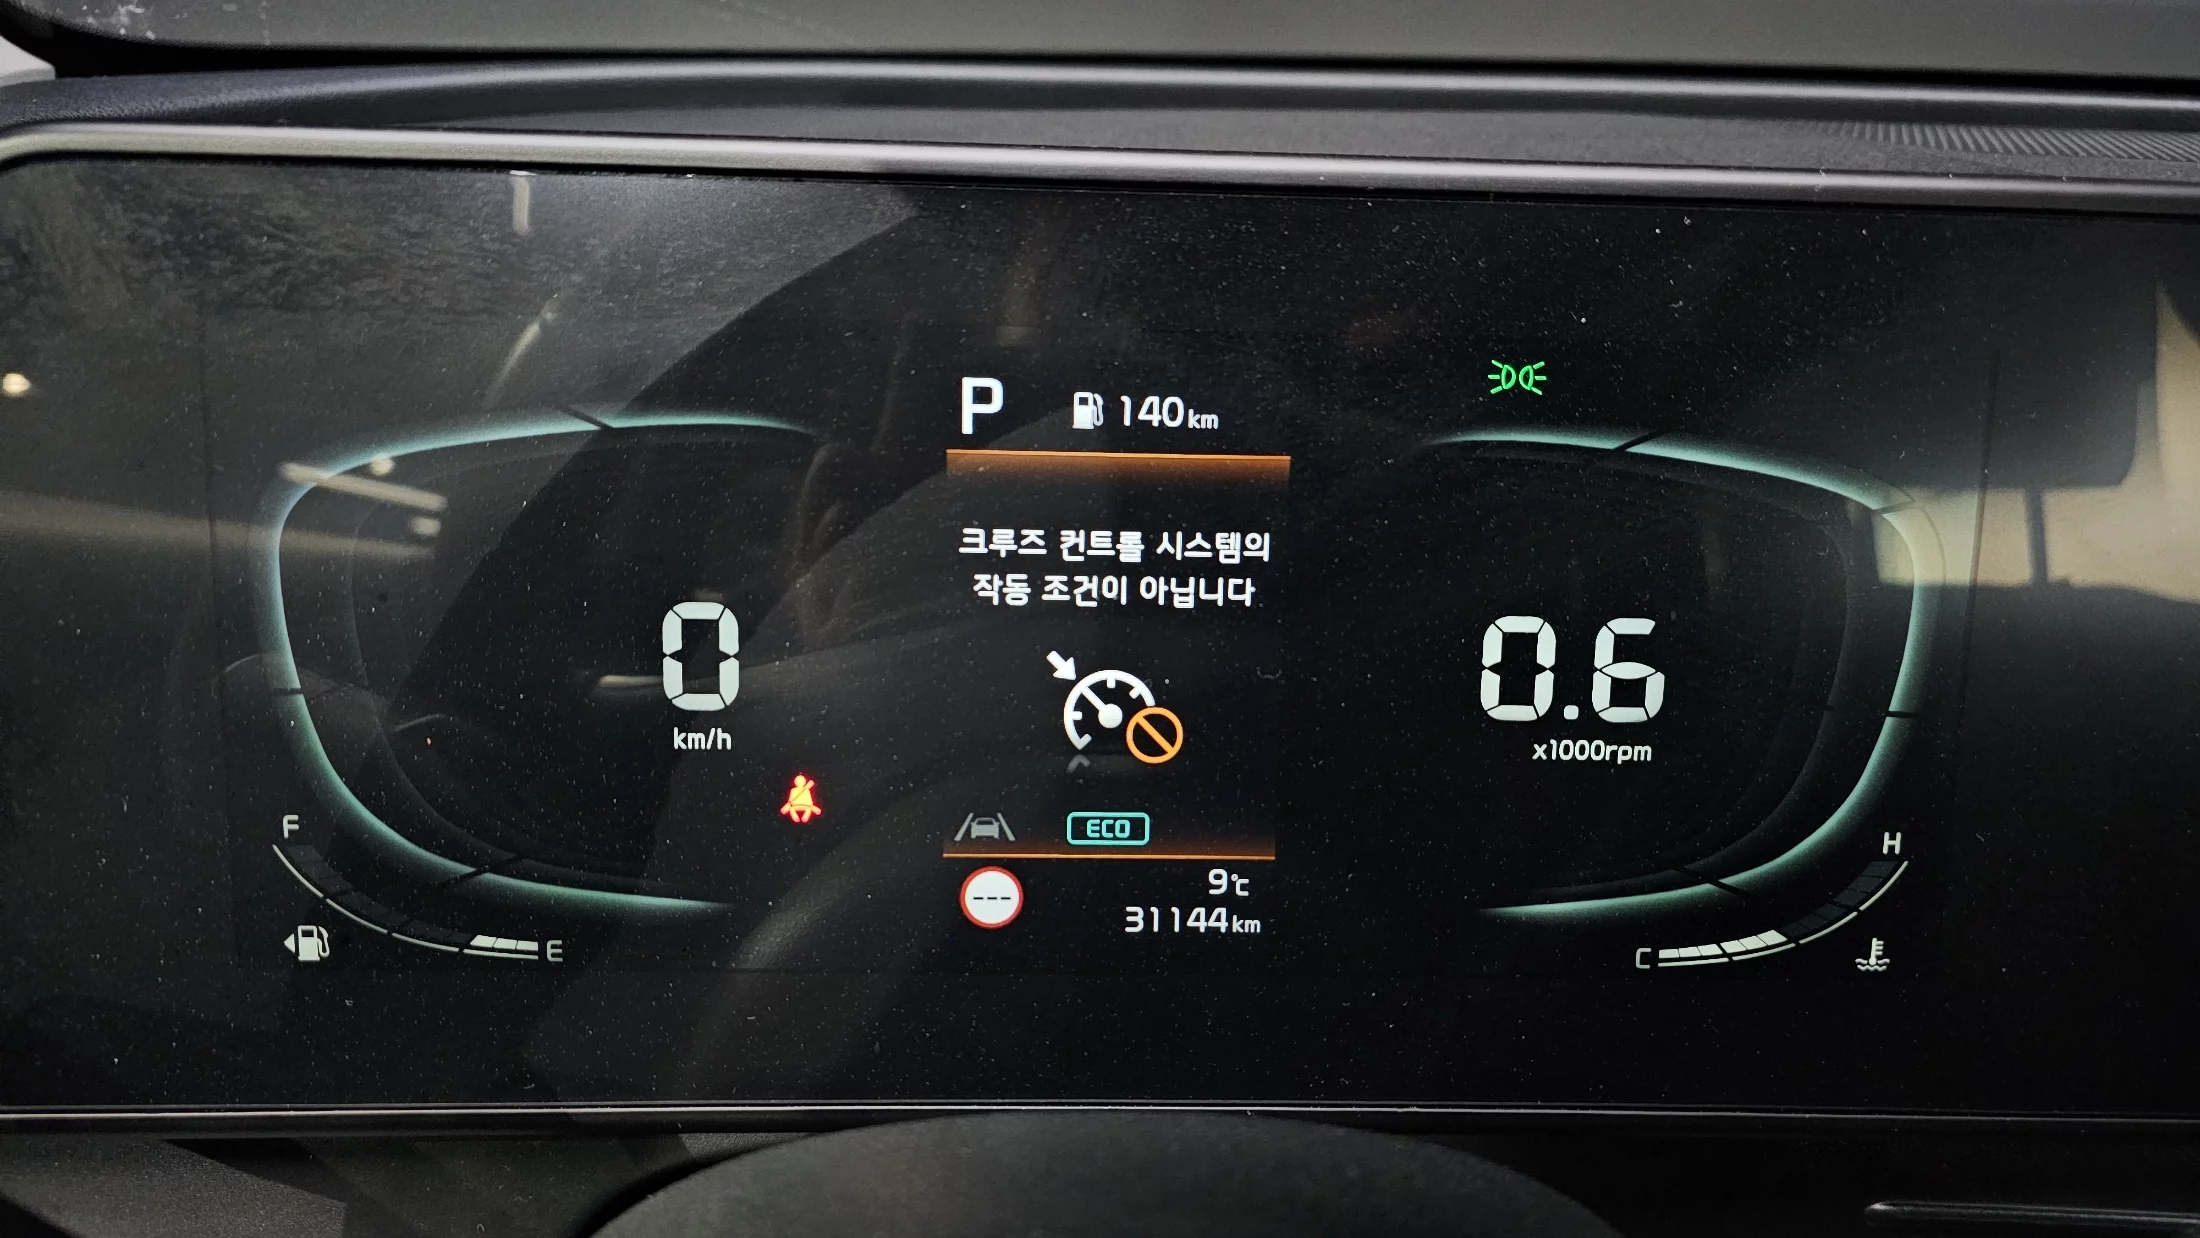 P 140km
크루즈 컨트롤 시스템의
작동 조건이 아닙니다
0
km/h
0.6
x1000rpm
F
E
ECO
---
9℃
31144km
H
C